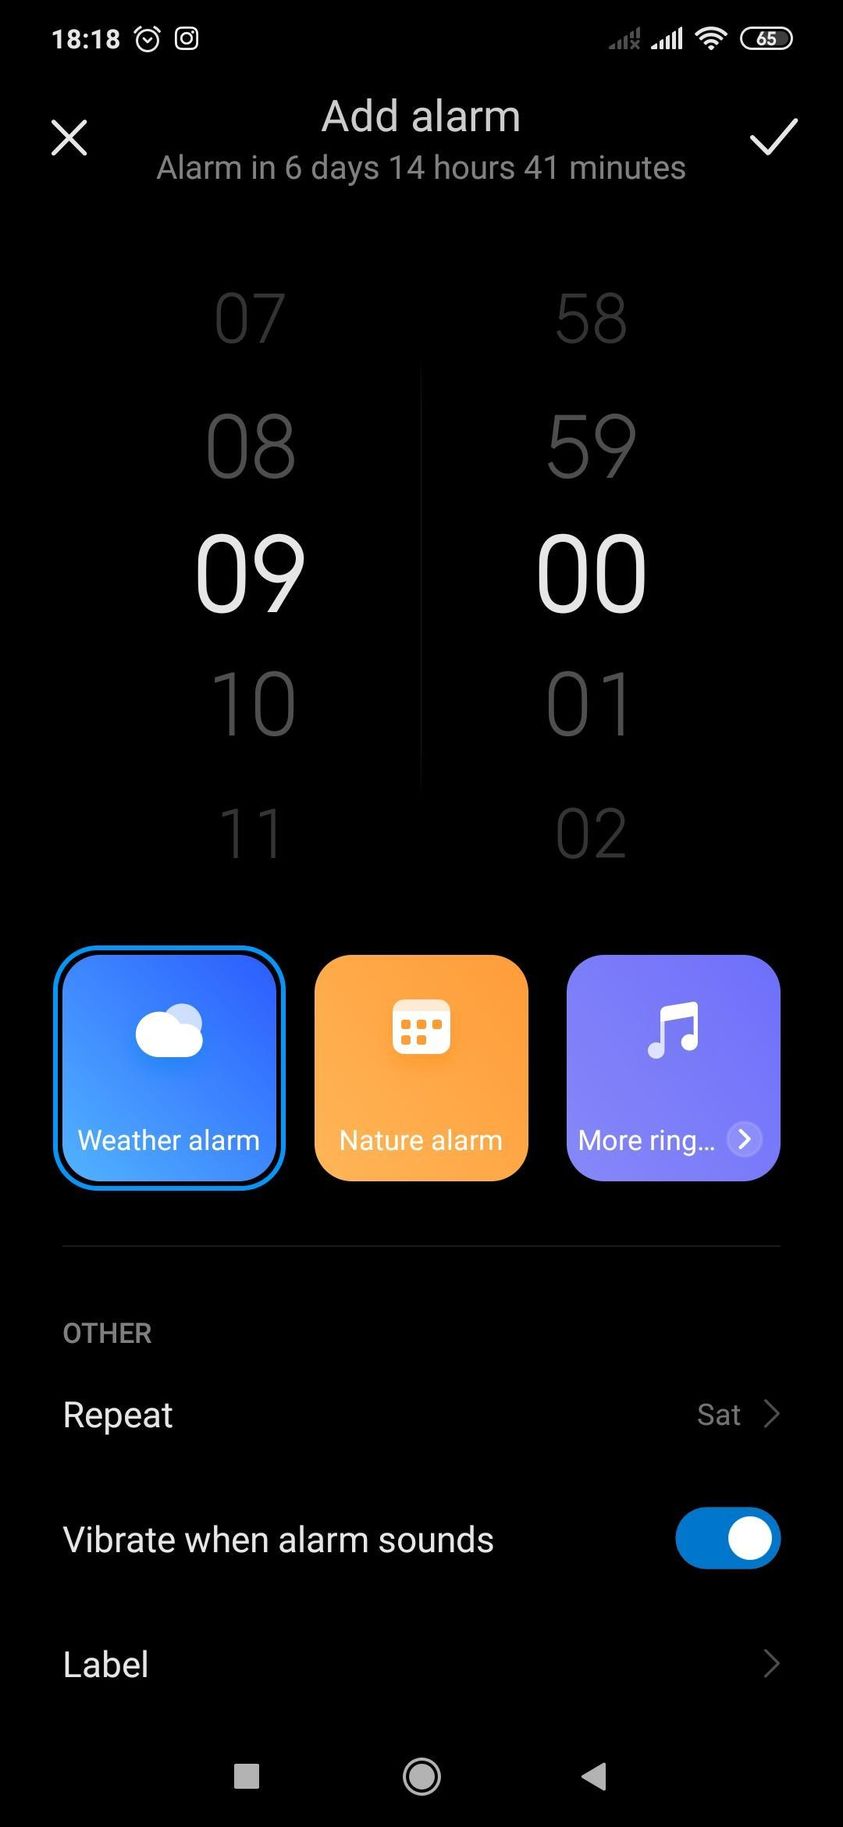 18:18
65
Add alarm
Alarm in 6 days 14 hours 41 minutes
07 58
08 59
09 00
10 01
11 02
Weather alarm
Nature alarm
More ring...
OTHER
Repeat Sat
Vibrate when alarm sounds
Label